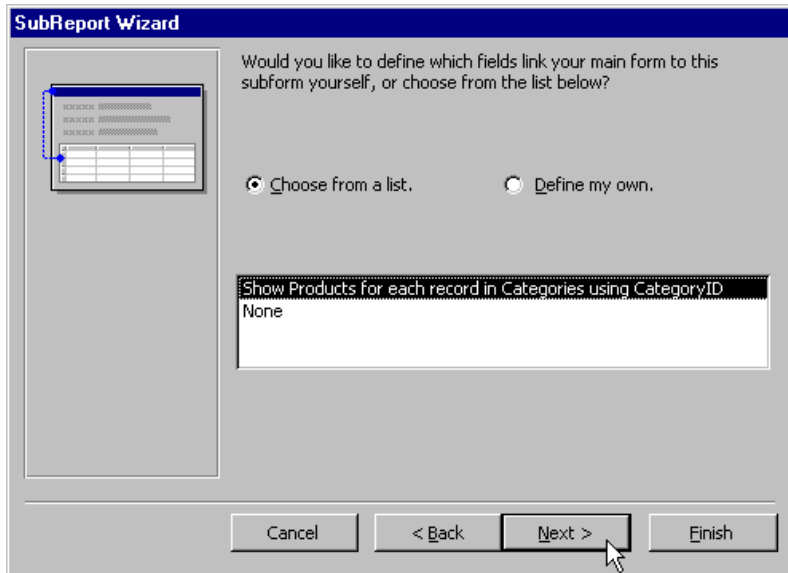 SubReport Wizard
Would you like to define which fields link your main form to this
subform yourself, or choose from the list below?
Choose from a list.
Define my own.
Show Products for each record in Categories using CategoryID
None
Cancel
< Back
Next >
Finish